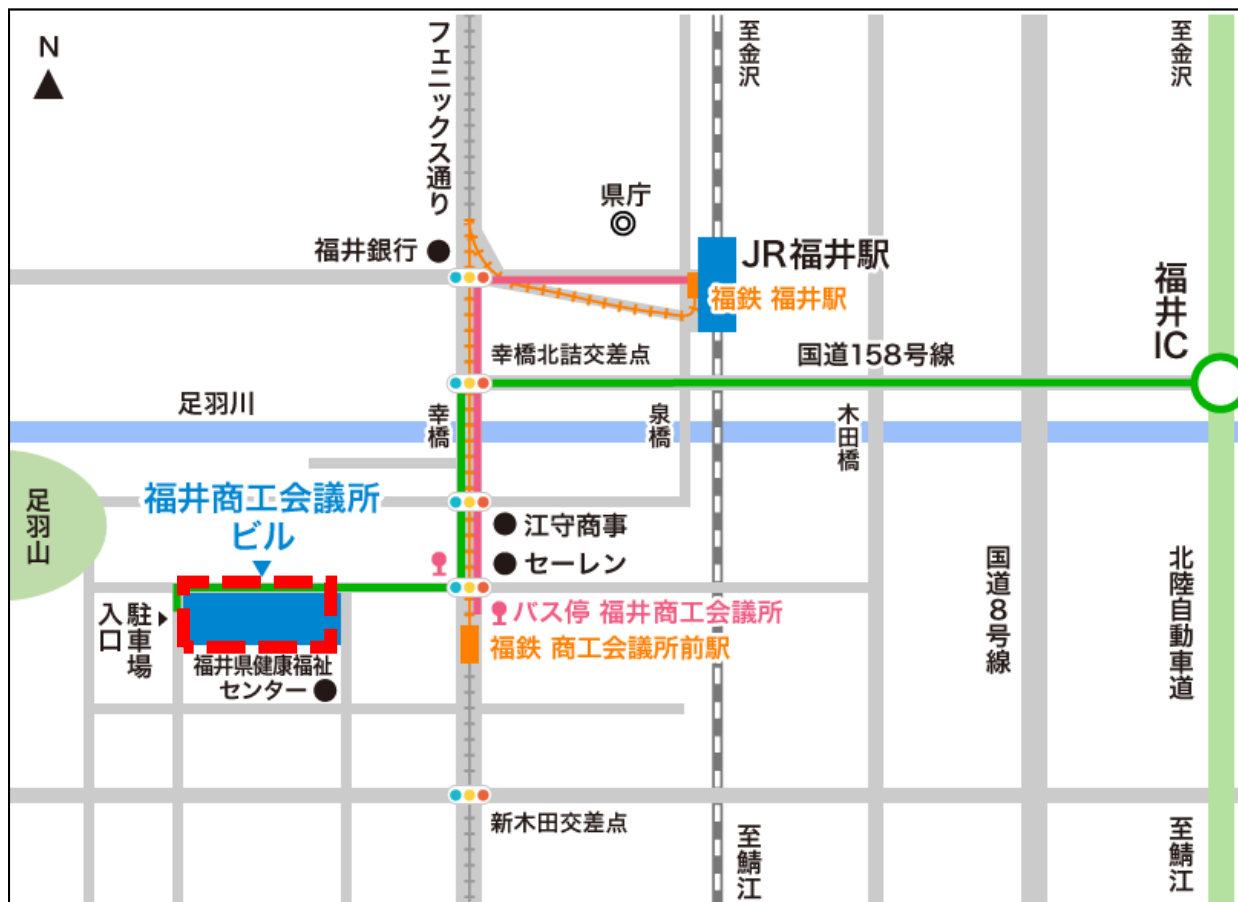 N
フェニックス通り
至金沢
至金沢
県庁
福井銀行
JR福井駅
福鉄 福井駅
福井
IC
幸橋北詰交差点
国道158号線
足羽川
幸橋
泉橋
木田橋
足羽山
福井商工会議所
ビル
江守商事
セーレン
国道8号線
北陸自動車道
駐車場
入口
バス停 福井商工会議所
福鉄 商工会議所前駅
福井県健康福祉
センター
新木田交差点
至鯖江
至鯖江